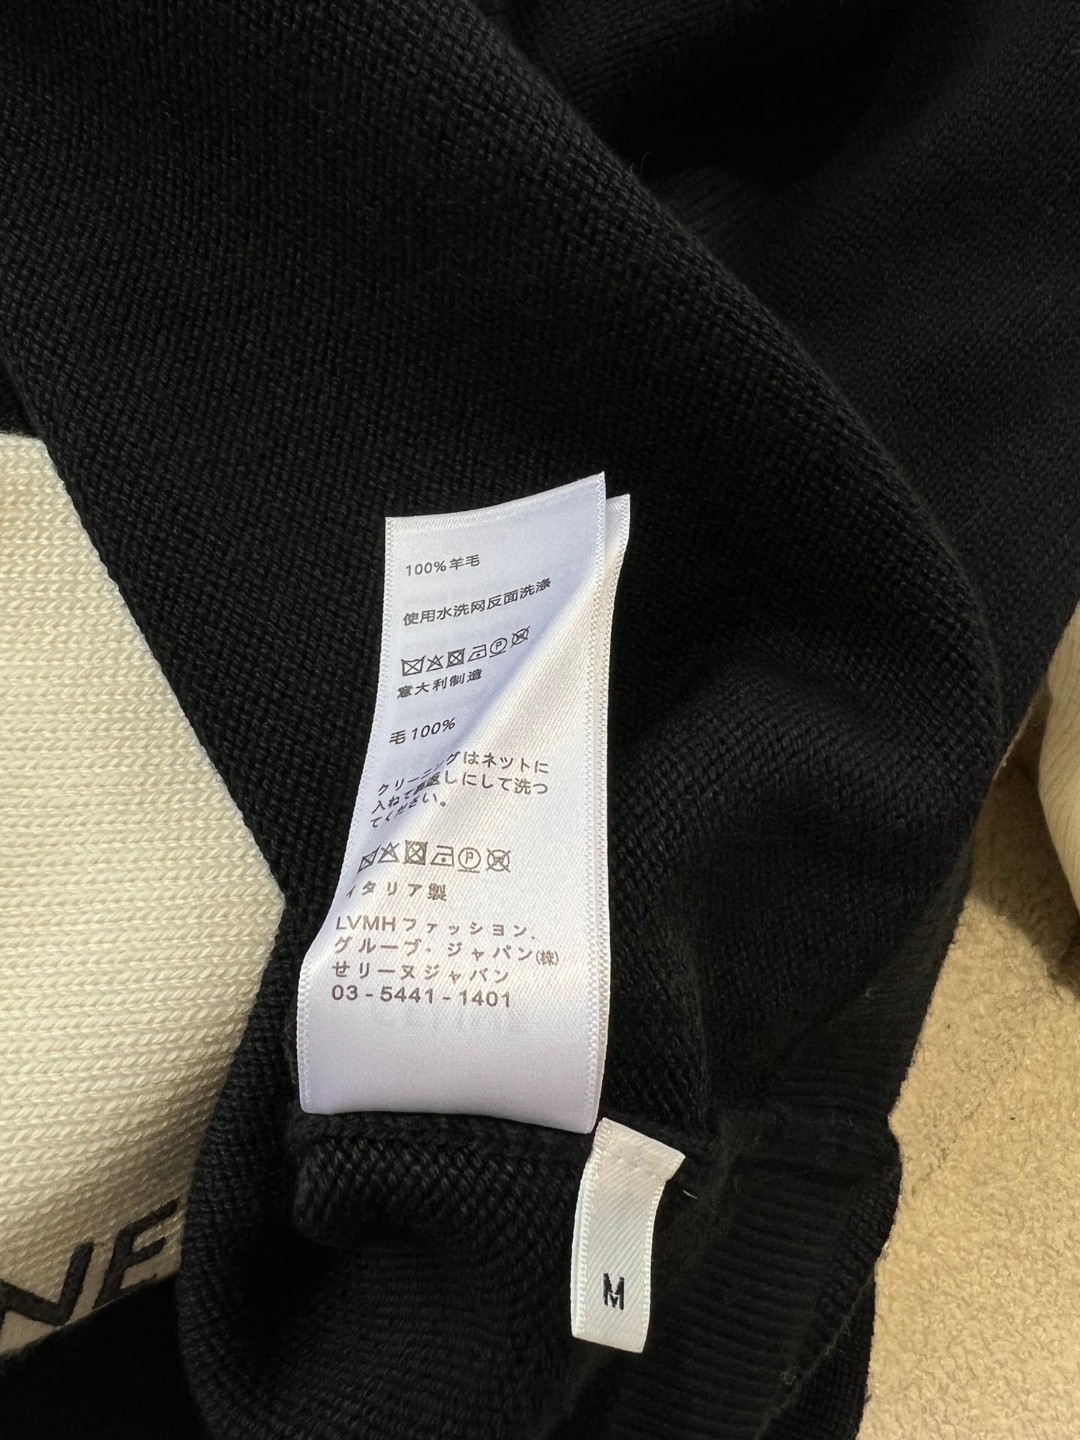 100%羊毛
使用水洗网反面洗涤
P
意大利制造
毛100%
クリーニングはネットに
入れて裏返しにして洗っ
てください。
P
イタリア製
LVMHファッション.
グループ・ジャパン(株)
せリーヌジャパン
03-5441-1401
M
NE